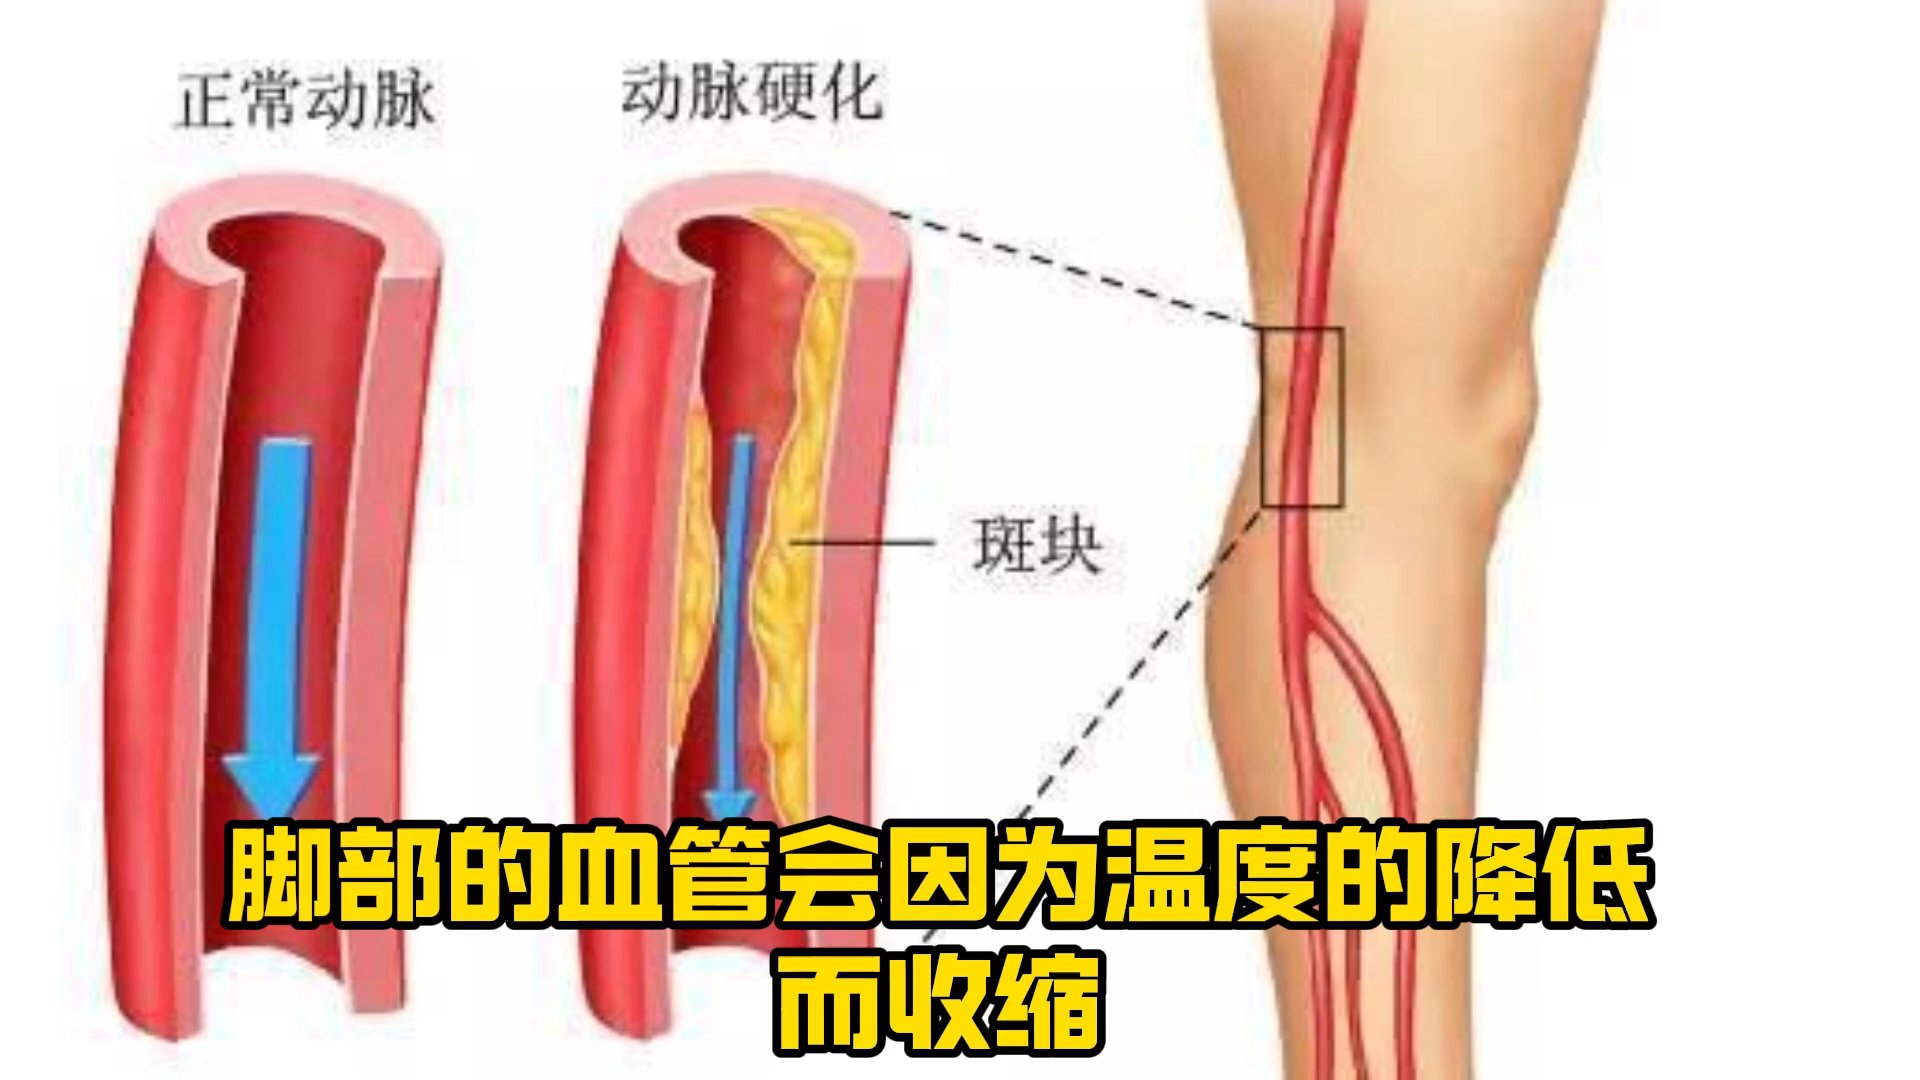 正常动脉
动脉硬化
斑块
脚部的血管会因为温度的降低
而收缩